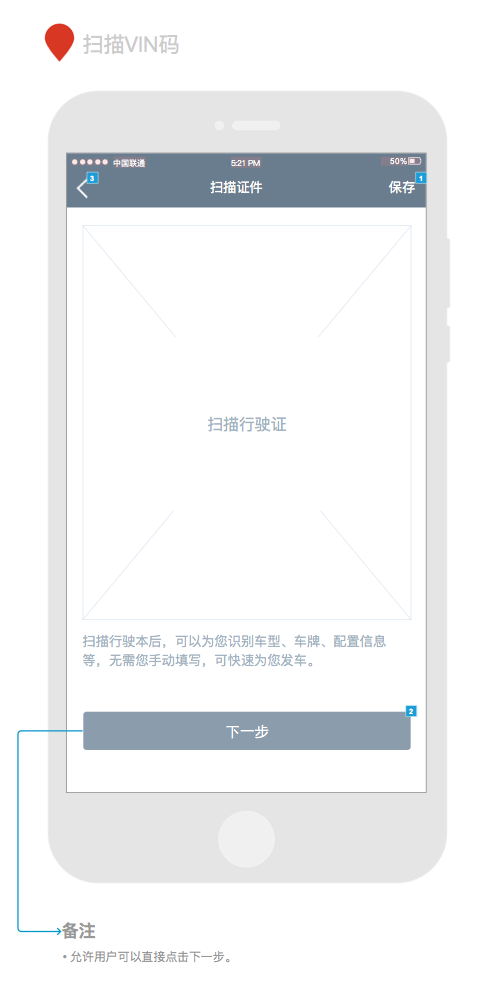 扫描VIN码
中国联通 5:21 PM 50%
3 扫描证件 保存 1
扫描行驶证
扫描行驶本后，可以为您识别车型、车牌、配置信息
等，无需您手动填写，可快速为您发车。
2
下一步
备注
• 允许用户可以直接点击下一步。